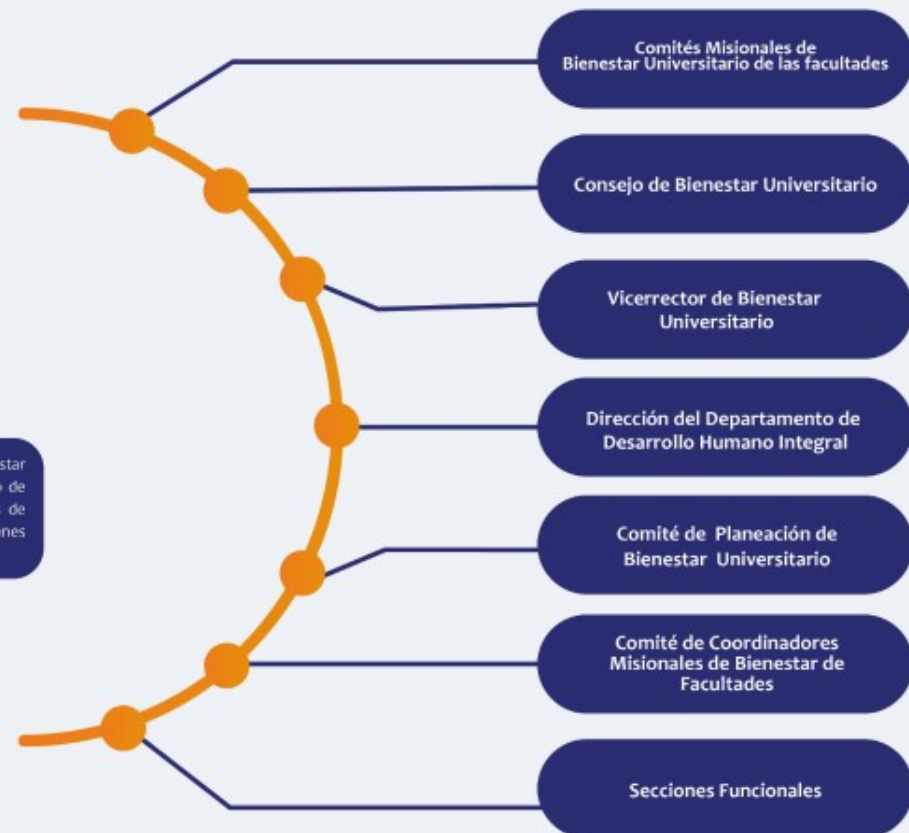 Comités Misionales de
Bienestar Universitario de las facultades
Consejo de Bienestar Universitario
Vicerrector de Bienestar
Universitario
Dirección del Departamento de
Desarrollo Humano Integral
de
de
Comité de Planeación de
Bienestar Universitario
Comité de Coordinadores
Misionales de Bienestar de
Facultades
Secciones Funcionales